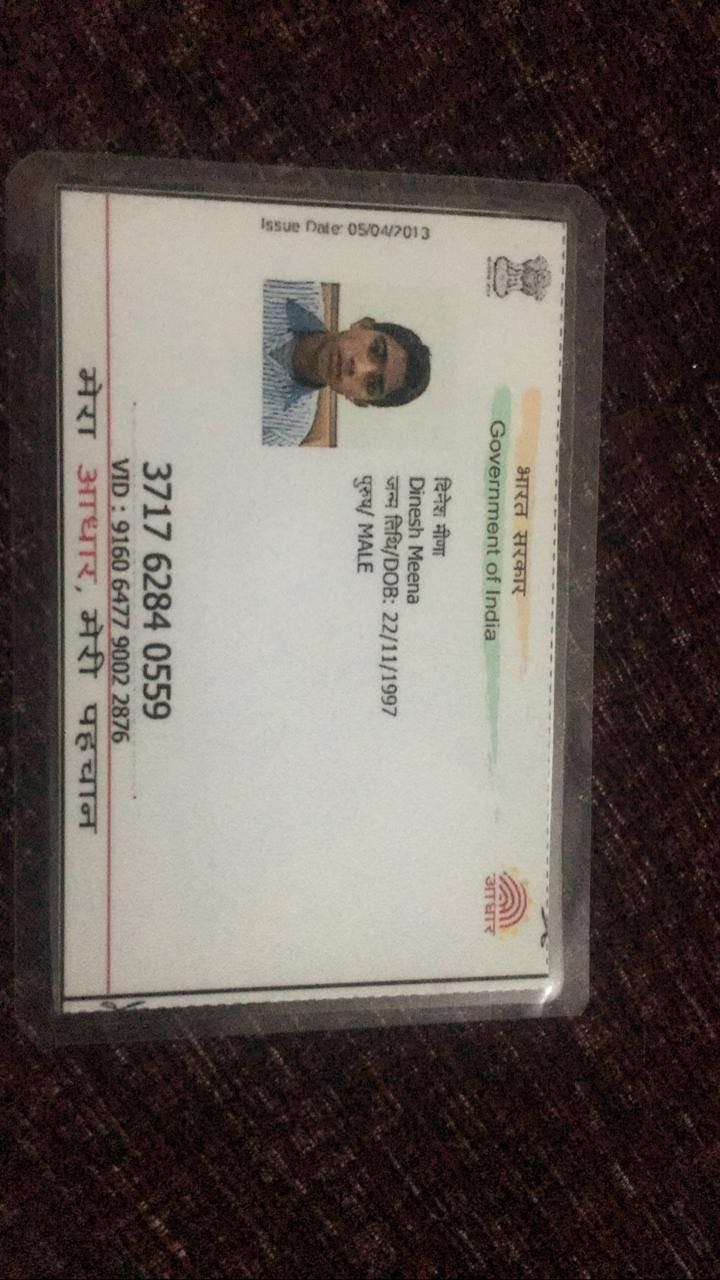 भारत सरकार
Government of India
Issue Date: 05/04/2013
दिनेश मीणा
Dinesh Meena
जन्म तिथि/DOB: 22/11/1997
पुरुष/ MALE
3717 6284 0559
VID : 9160 6477 9002 2876
मेरा आधार, मेरी पहचान
आधार